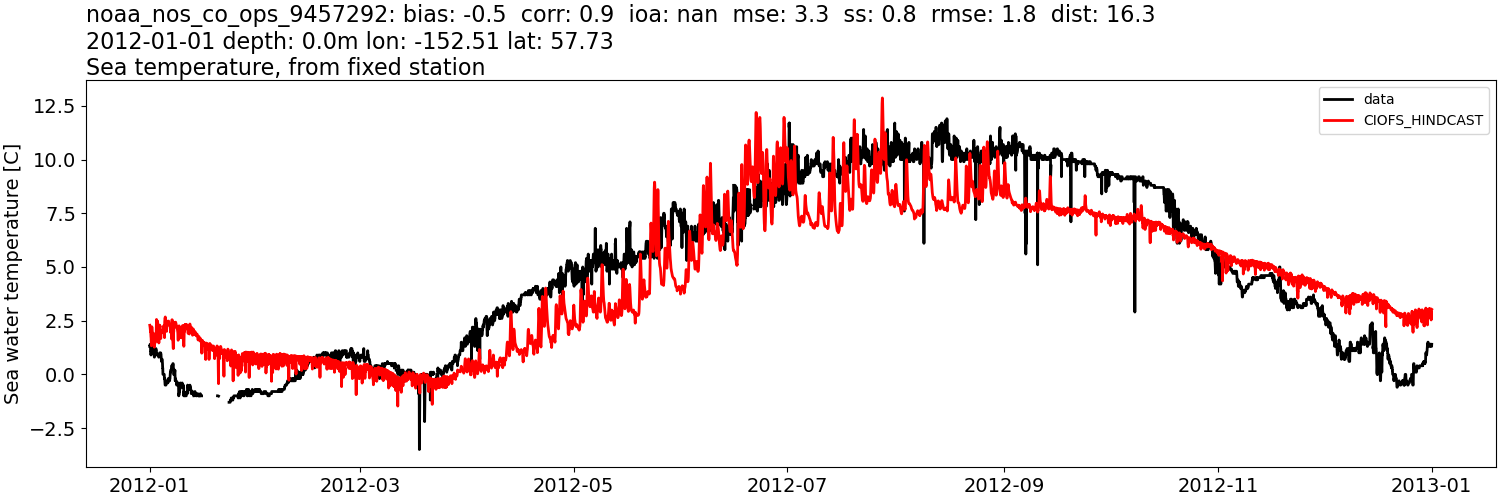 noaa_nos_co_ops_9457292: bias: -0.5  corr: 0.9  ioa: nan  mse: 3.3  ss: 0.8  rmse: 1.8  dist: 16.3
2012-01-01 depth: 0.0m lon: -152.51 lat: 57.73
Sea temperature, from fixed station
data
CIOFS_HINDCAST
Sea water temperature [C]
12.5
10.0
7.5
5.0
2.5
0.0
−2.5
2012-01
2012-03
2012-05
2012-07
2012-09
2012-11
2013-01